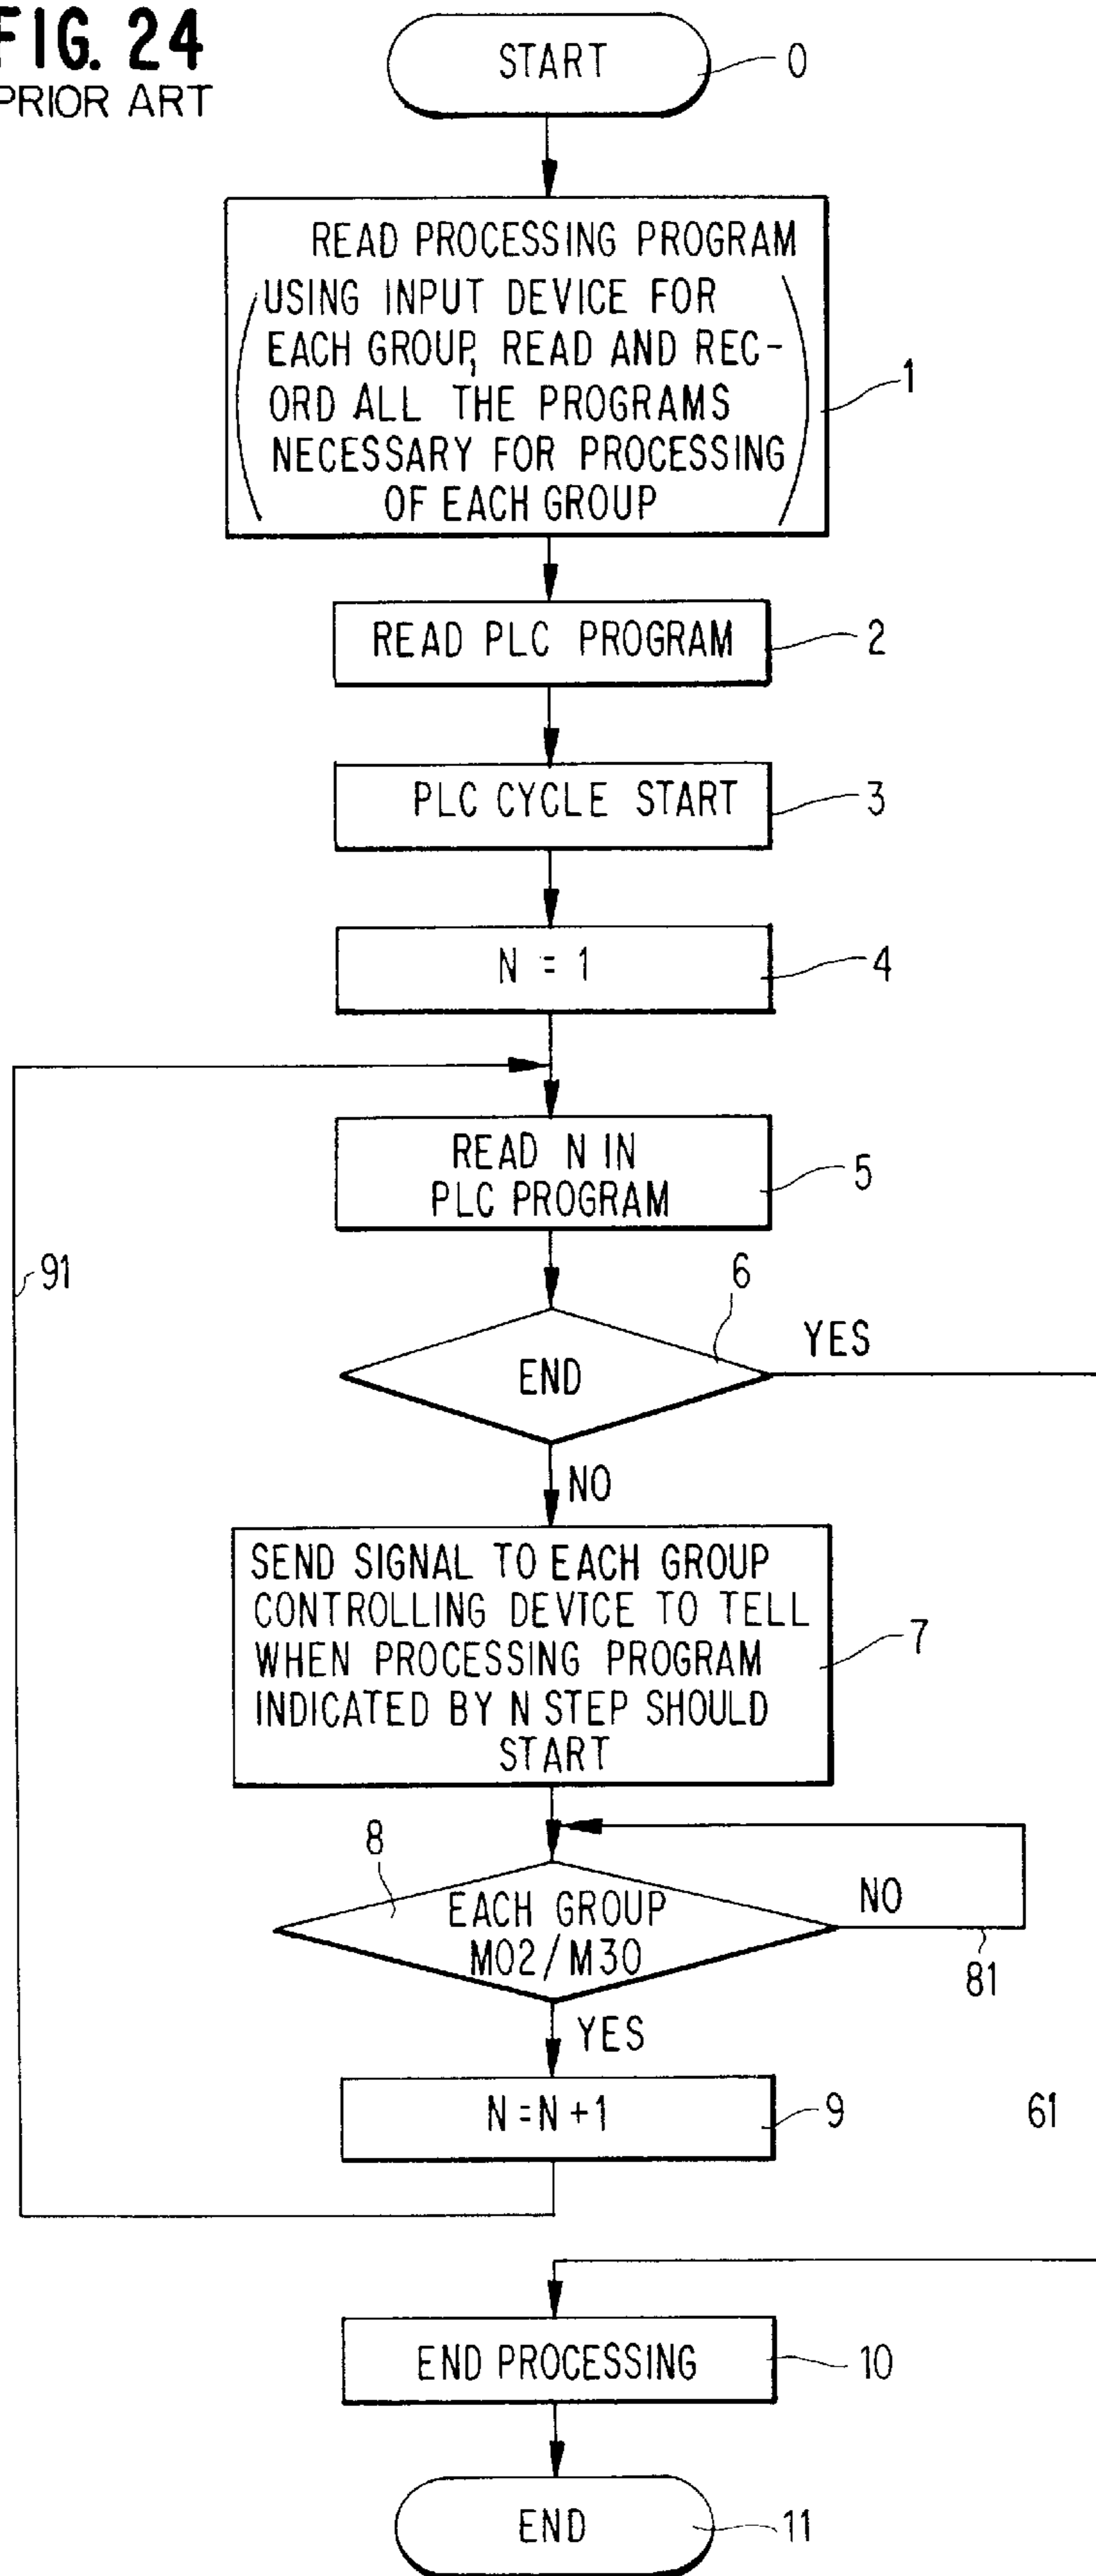 FIG. 24
PRIOR ART
START
0
READ PROCESSING PROGRAM
USING INPUT DEVICE FOR
EACH GROUP, READ AND REC-
ORD ALL THE PROGRAMS
NECESSARY FOR PROCESSING
OF EACH GROUP
1
READ PLC PROGRAM
2
PLC CYCLE START
3
N = 1
4
READ N IN
PLC PROGRAM
5
91
6
END
YES
NO
SEND SIGNAL TO EACH GROUP
CONTROLLING DEVICE TO TELL
WHEN PROCESSING PROGRAM
INDICATED BY N STEP SHOULD
START
7
8
EACH GROUP
M02/M30
NO
81
YES
N=N+1
9
61
END PROCESSING
10
END
11